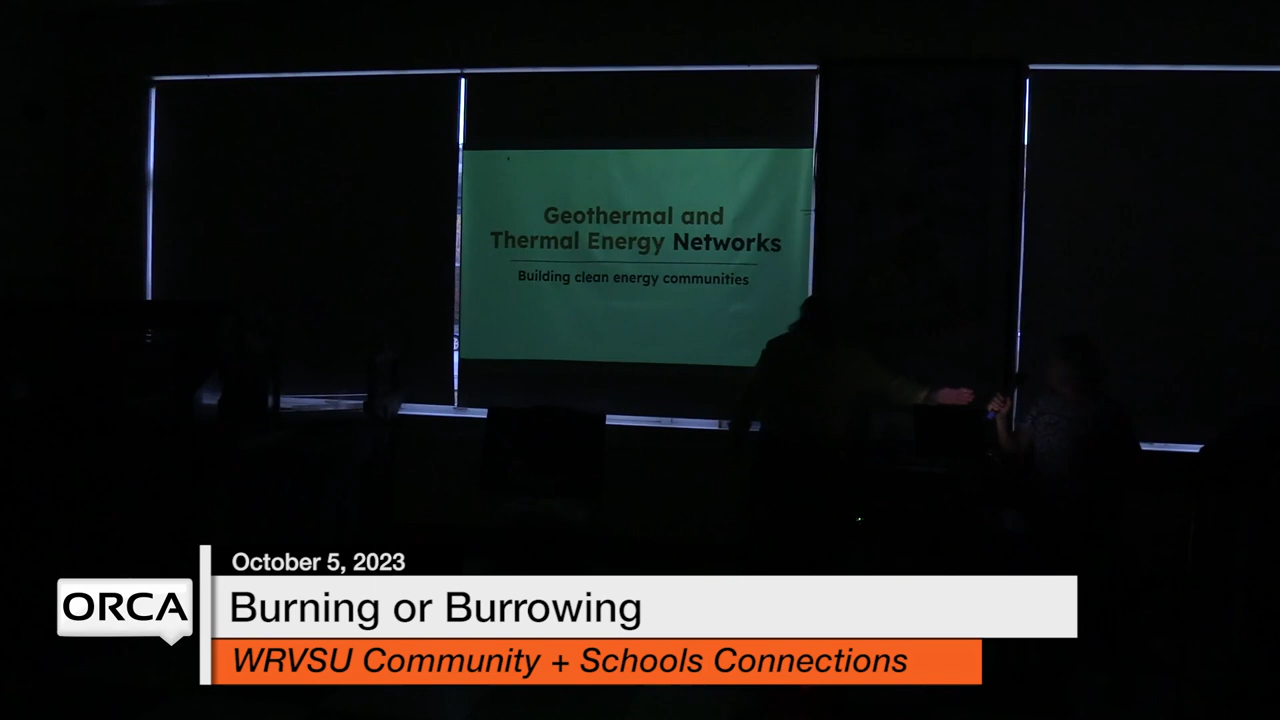 Geothermal and
Thermal Energy Networks
Building clean energy communities
October 5, 2023
ORCA
Burning or Burrowing
WRVSU Community + Schools Connections